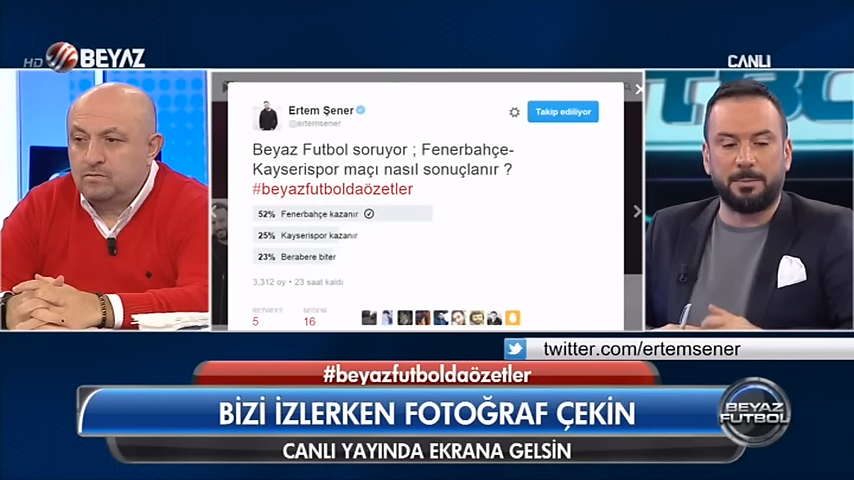 HD BEYAZ
CANLI
Ertem Şener
@ertemsener
Takip ediliyor
Beyaz Futbol soruyor ; Fenerbahçe-
Kayserispor maçı nasıl sonuçlanır ?
#beyazfutboldaözetler
52% Fenerbahçe kazanır
25% Kayserispor kazanır
23% Berabere biter
3,312 oy • 23 saat kaldı
RETWEET
BEĞENİ
5
16
twitter.com/ertemsener
#beyazfutboldaözetler
BİZİ İZLERKEN FOTOĞRAF ÇEKİN
BEYAZ
FUTBOL
CANLI YAYINDA EKRANA GELSİN